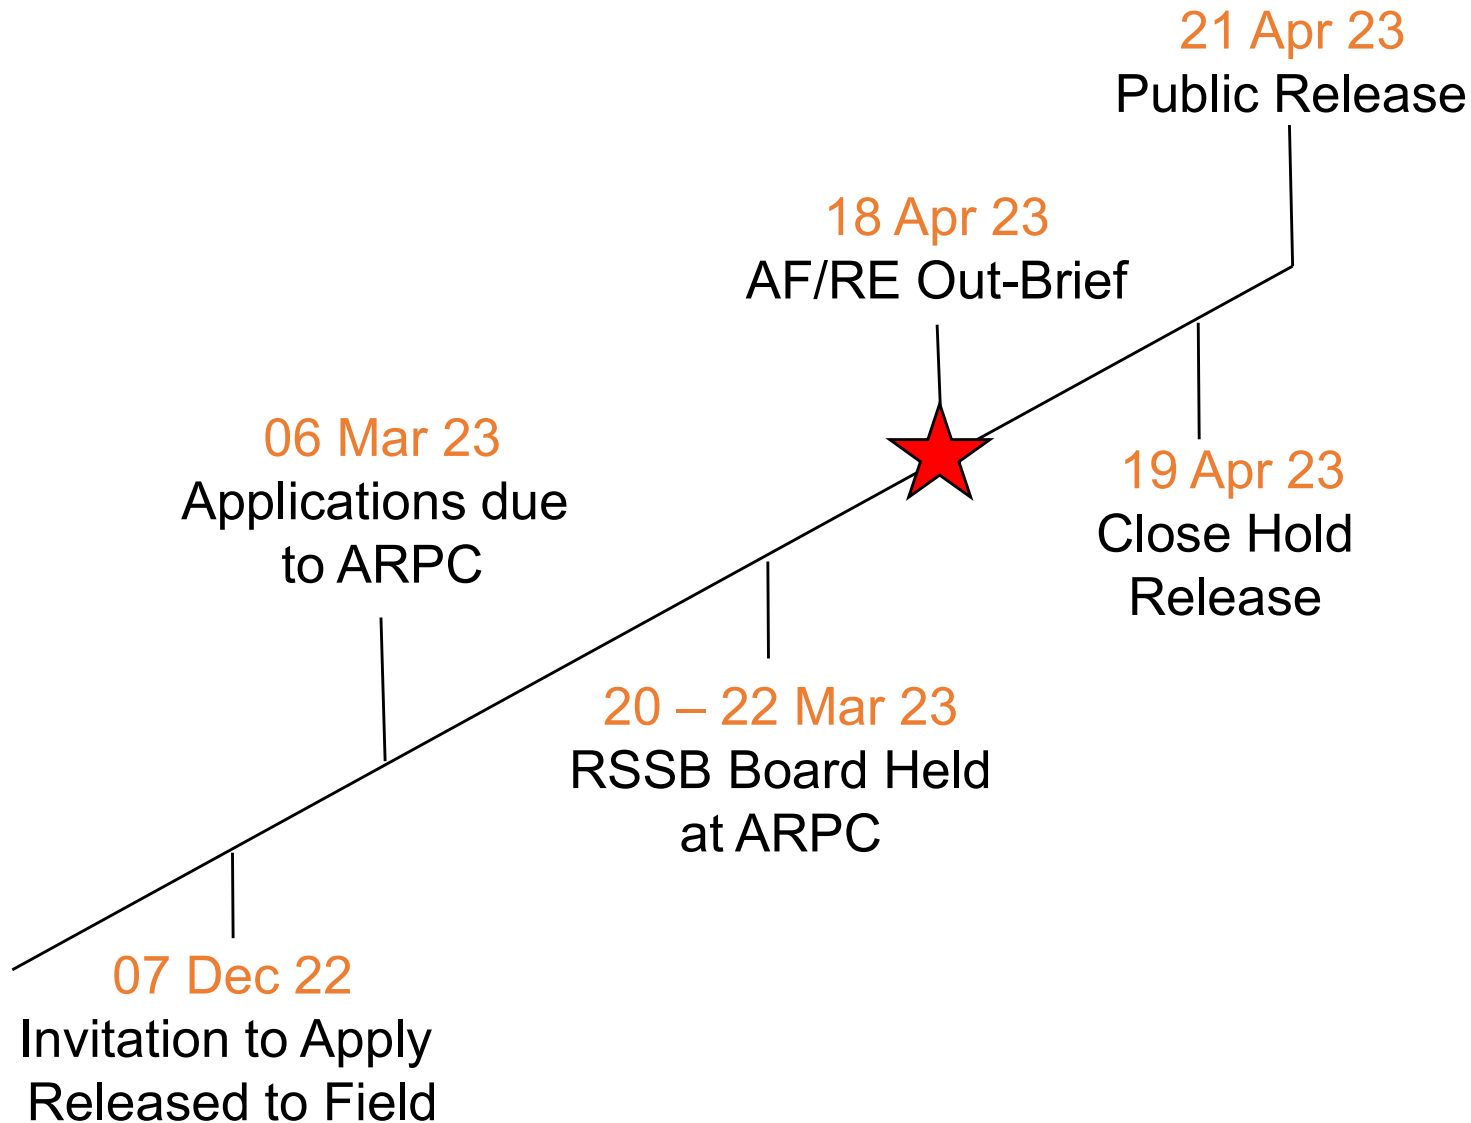 21 Apr 23
Public Release
18 Apr 23
AF/RE Out-Brief
06 Mar 23
Applications due
to ARPC
19 Apr 23
Close Hold
Release
20 – 22 Mar 23
RSSB Board Held
at ARPC
07 Dec 22
Invitation to Apply
Released to Field